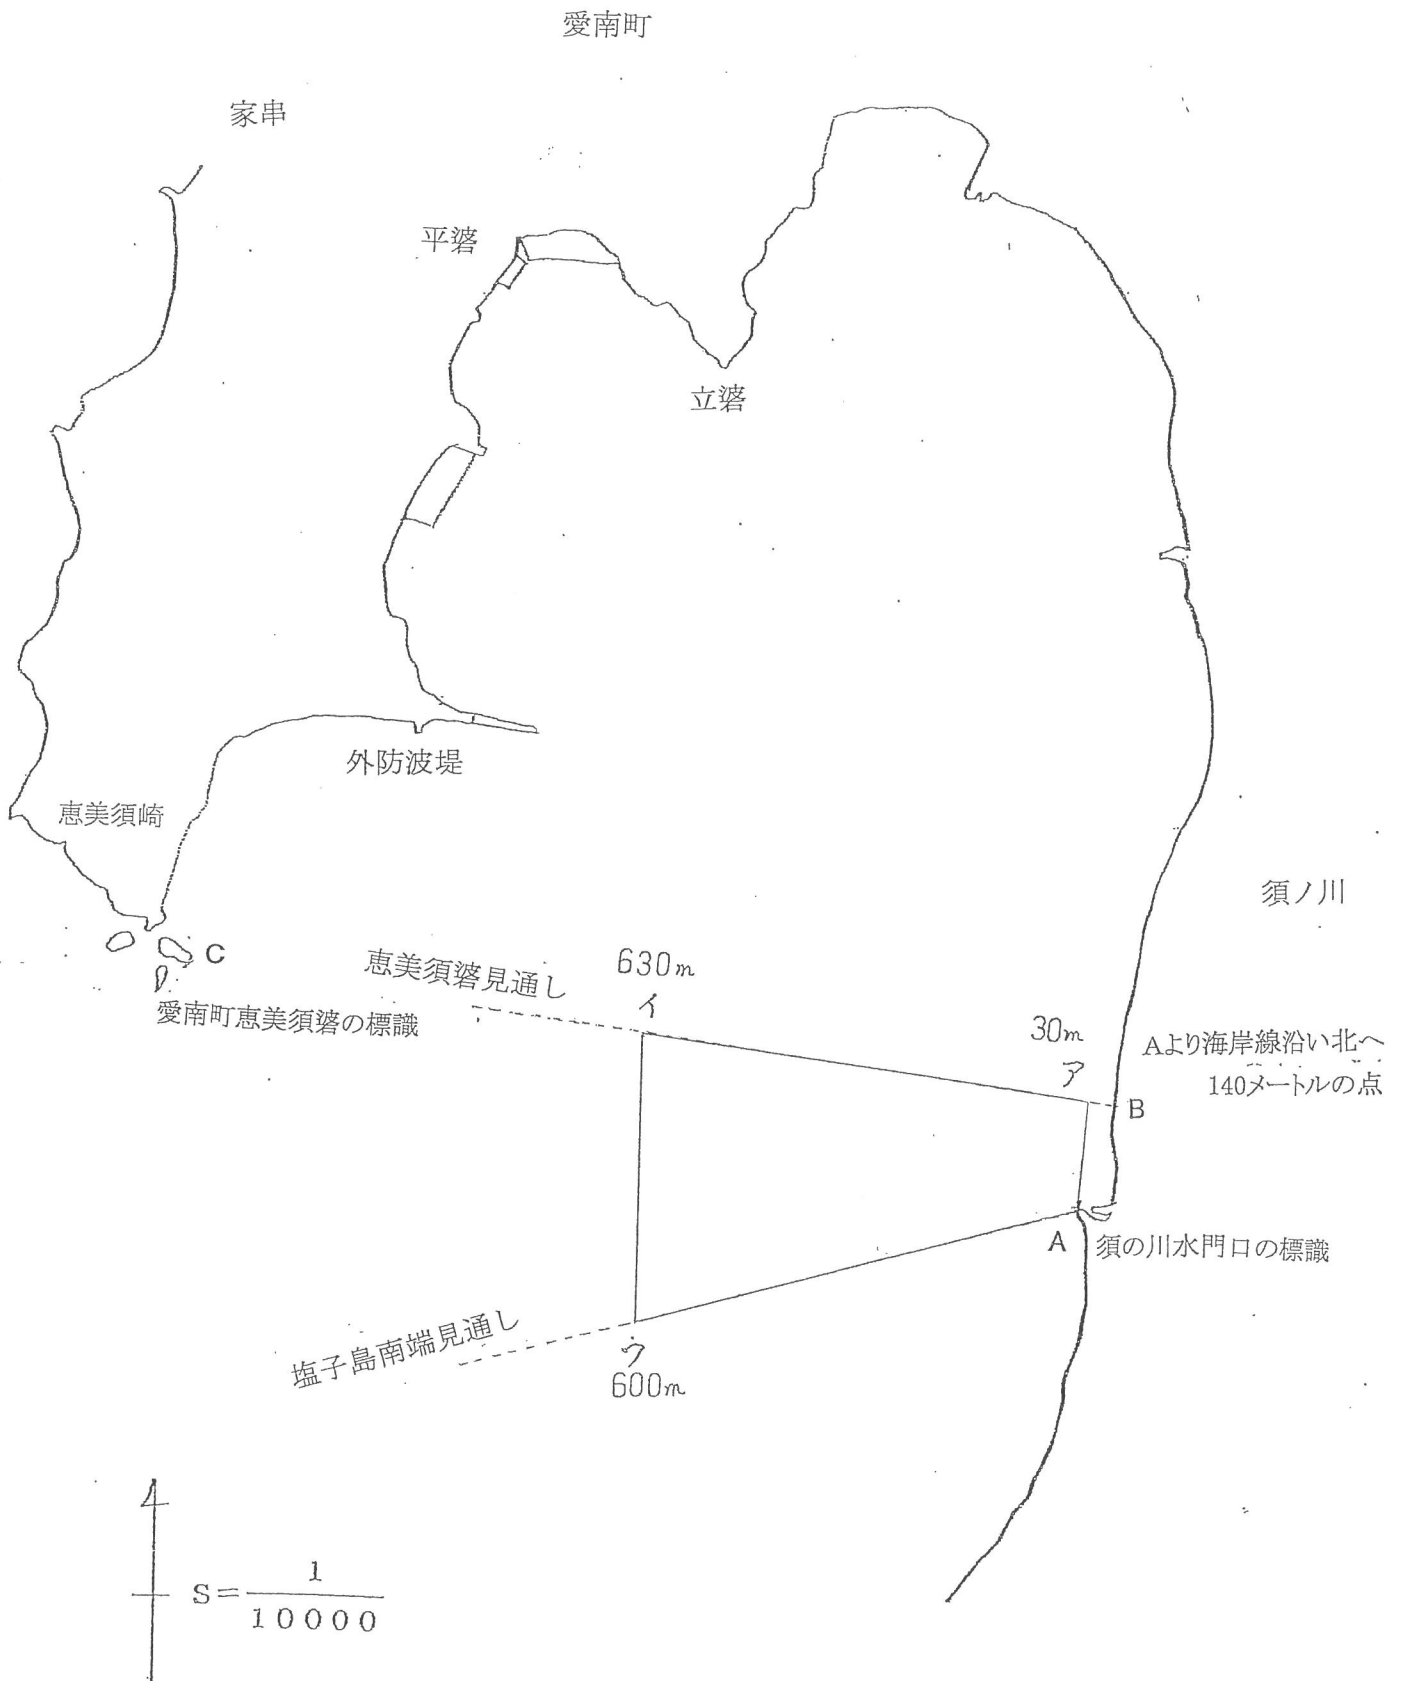 愛南町
家串
平碆
立碆
外防波堤
恵美須崎
須ノ川
C
愛南町恵美須碆の標識
恵美須碆見通し
630m
イ
30m
ア
Aより海岸線沿い北へ
140メートルの点
B
A
須の川水門口の標識
塩子島南端見通し
ウ
600m
S=1/10000